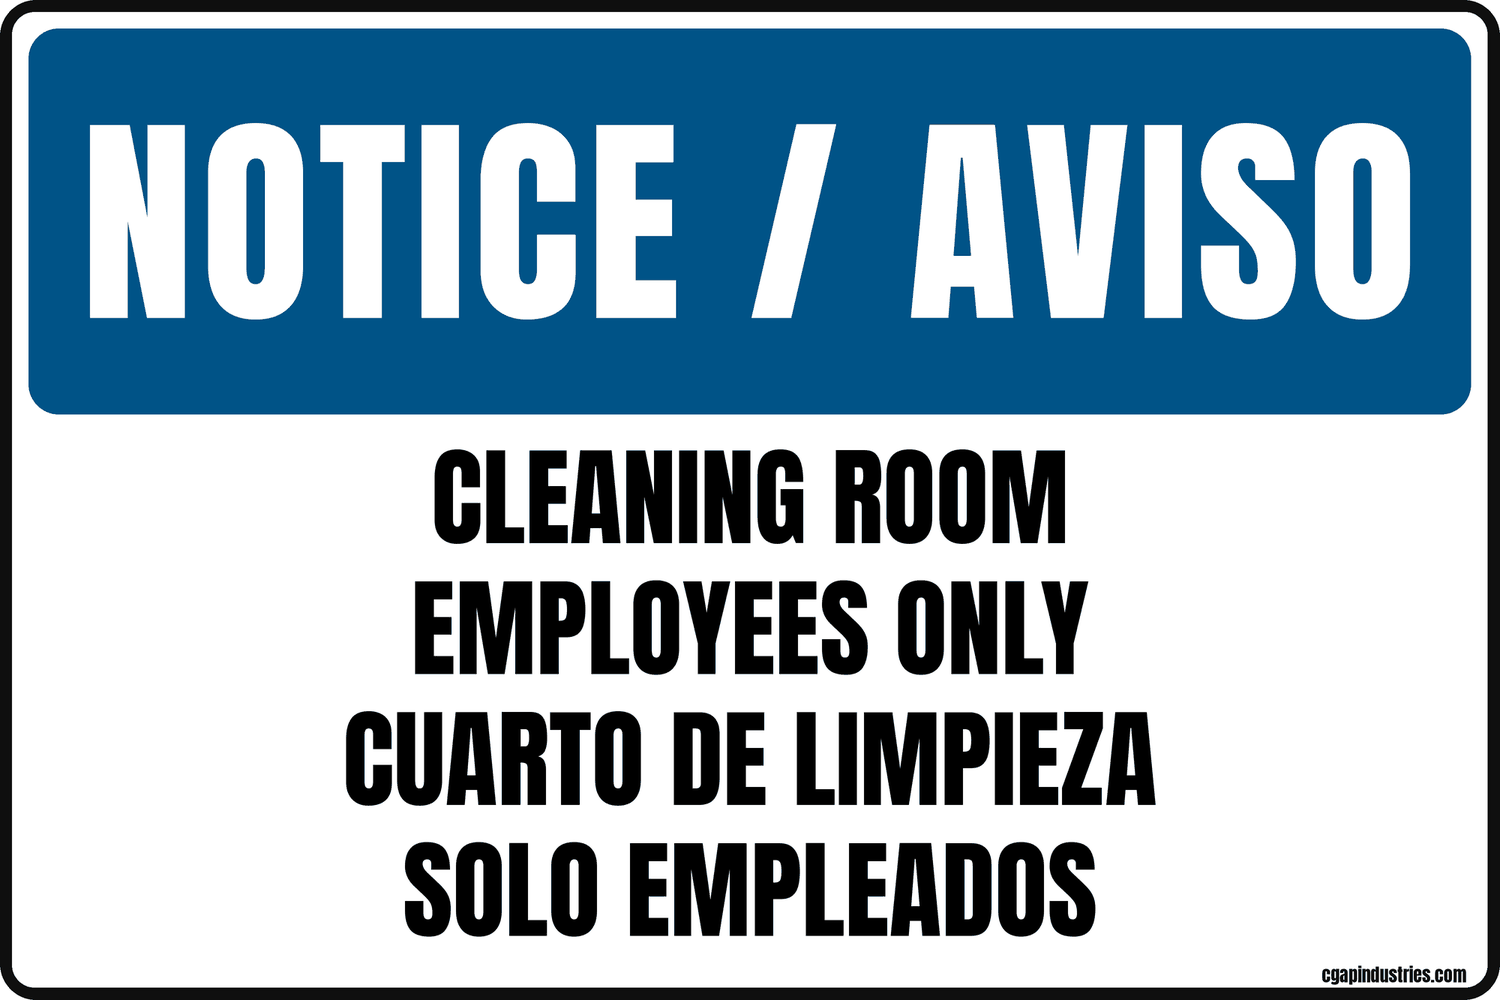 NOTICE / AVISO
CLEANING ROOM
EMPLOYEES ONLY
CUARTO DE LIMPIEZA
SOLO EMPLEADOS
cgapindustries.com